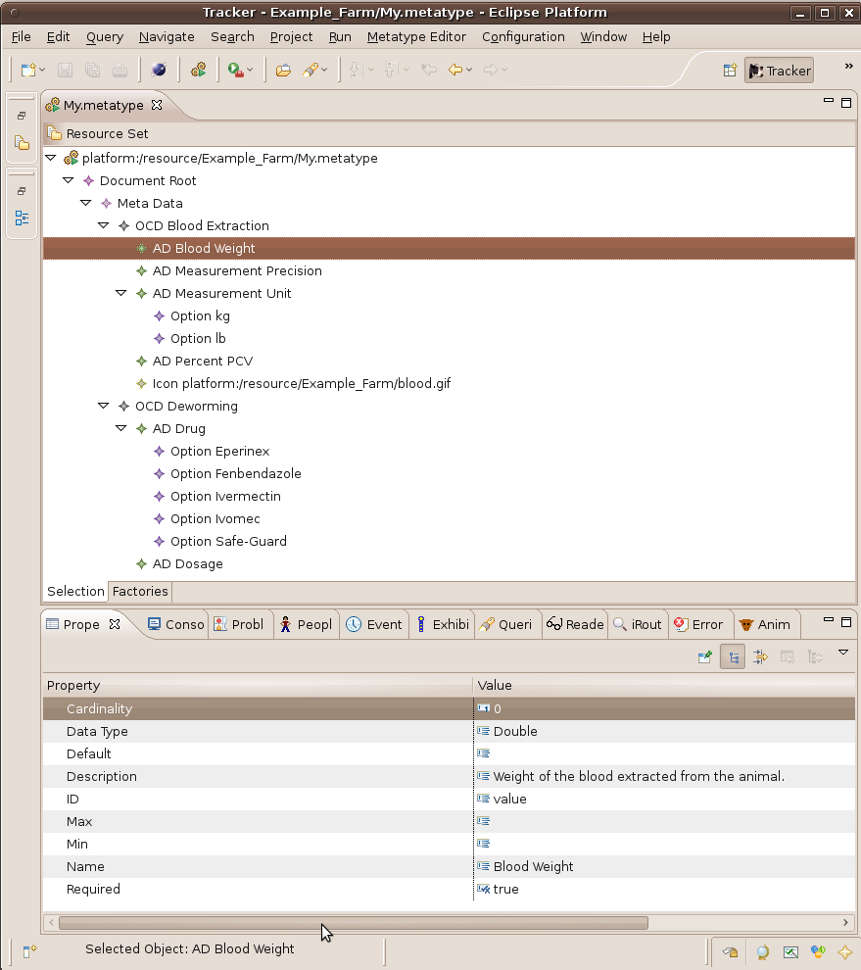 Tracker - Example_Farm/My.metatype - Eclipse Platform
File Edit Query Navigate Search Project Run Metatype Editor Configuration Window Help
Tracker
My.metatype
Resource Set
platform:/resource/Example_Farm/My.metatype
Document Root
Meta Data
OCD Blood Extraction
AD Blood Weight
AD Measurement Precision
AD Measurement Unit
Option kg
Option lb
AD Percent PCV
Icon platform:/resource/Example_Farm/blood.gif
OCD Deworming
AD Drug
Option Eperinex
Option Fenbendazole
Option Ivermectin
Option Ivomec
Option Safe-Guard
AD Dosage
Selection Factories
Prope Conso Probl Peopl Event Exhibi Queri Reade iRout Error Anim
Property Value
Cardinality 0
Data Type Double
Default
Description Weight of the blood extracted from the animal.
ID value
Max
Min
Name Blood Weight
Required true
Selected Object: AD Blood Weight